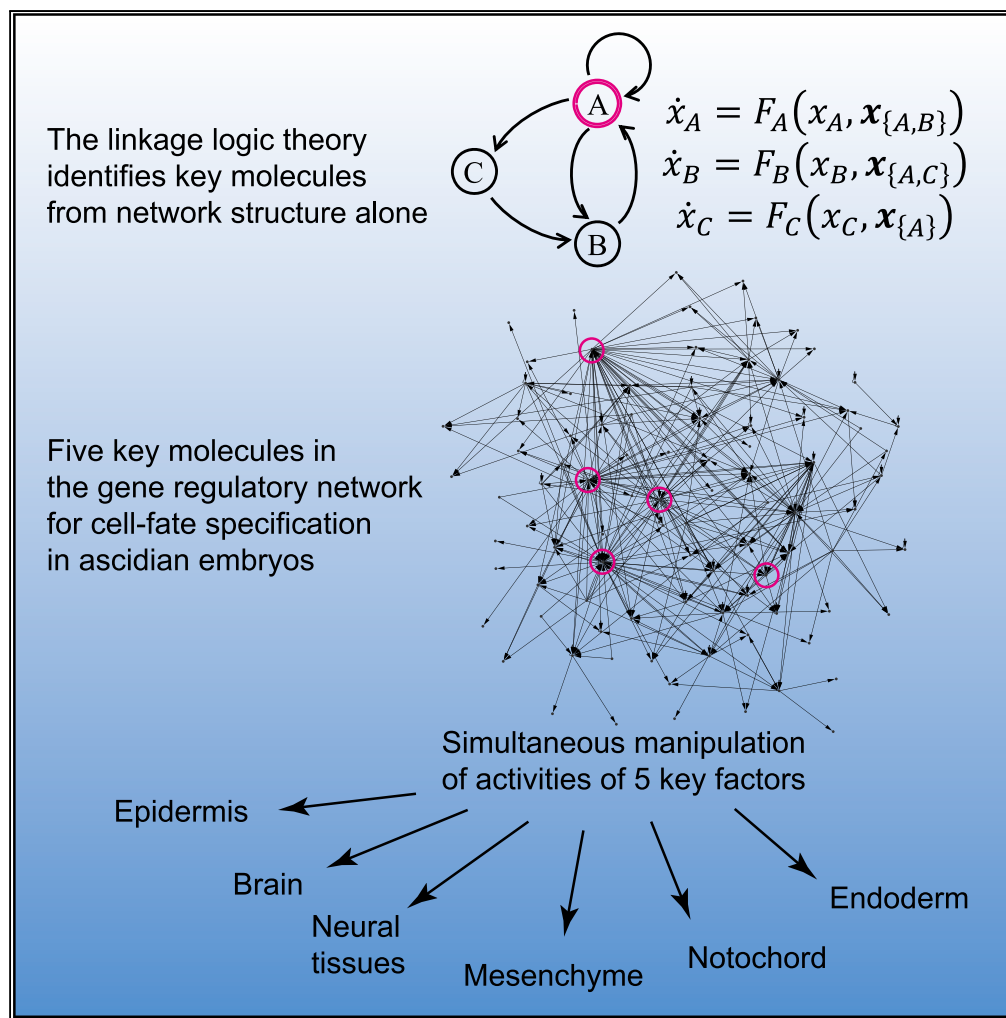 The linkage logic theory
identifies key molecules
from network structure alone
A
C
B
ẋ_A = F_A(x_A, x_{A,B})
ẋ_B = F_B(x_B, x_{A,C})
ẋ_C = F_C(x_C, x_{A})
Five key molecules in
the gene regulatory network
for cell-fate specification
in ascidian embryos
Simultaneous manipulation
of activities of 5 key factors
Epidermis
Brain
Neural
tissues
Mesenchyme
Notochord
Endoderm